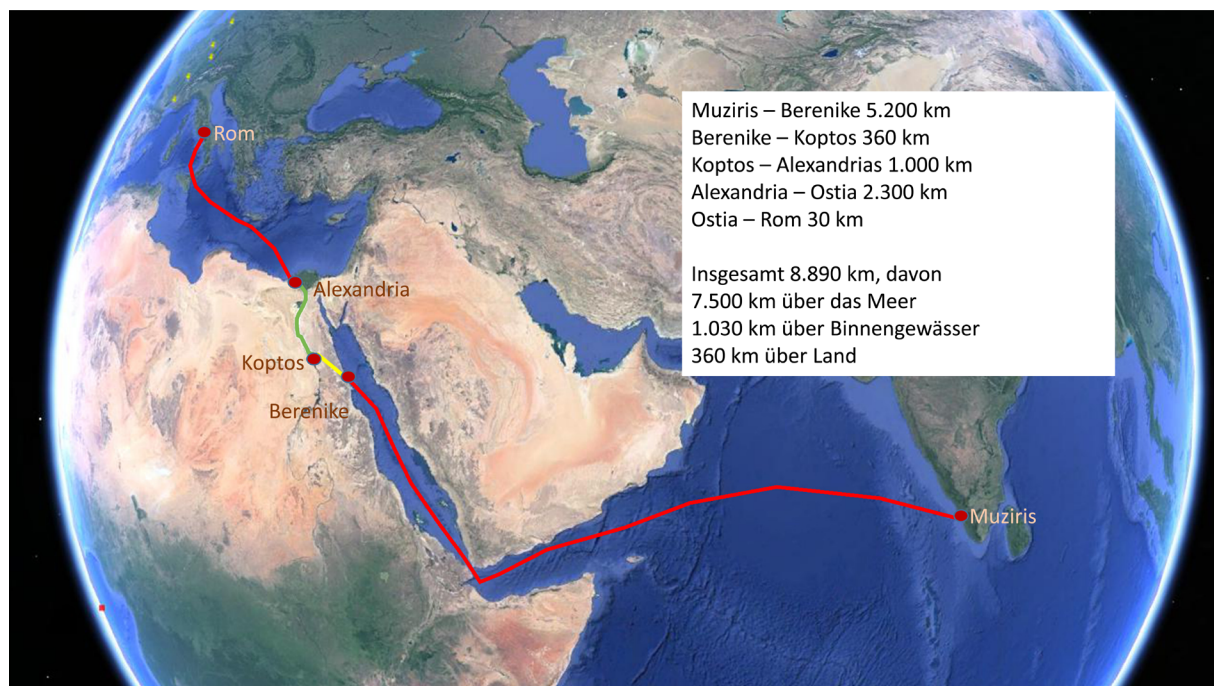 Rom
Alexandria
Koptos
Berenike
Muziris
Muziris – Berenike 5.200 km
Berenike – Koptos 360 km
Koptos – Alexandrias 1.000 km
Alexandria – Ostia 2.300 km
Ostia – Rom 30 km
Insgesamt 8.890 km, davon
7.500 km über das Meer
1.030 km über Binnengewässer
360 km über Land